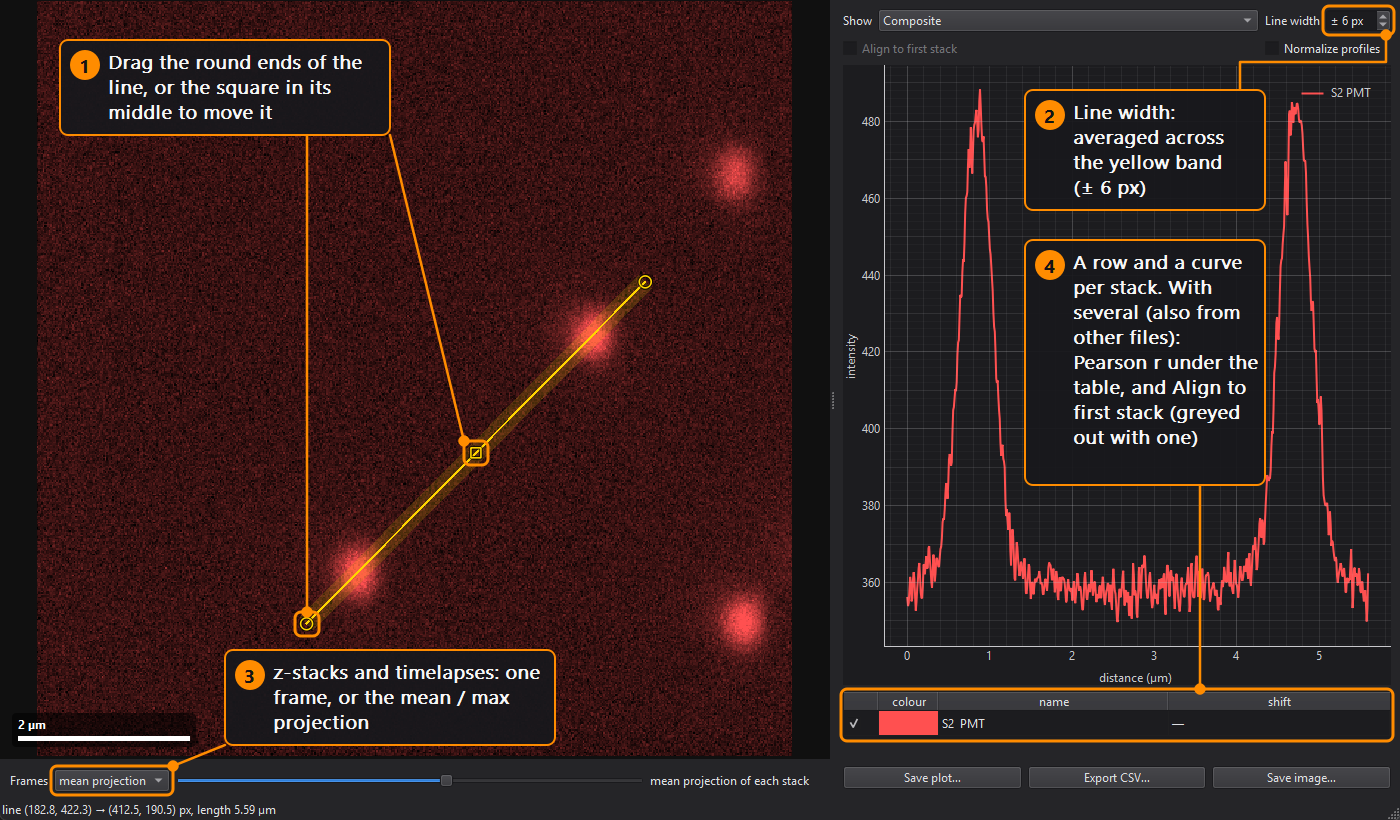 Show Composite Line width ± 6 px
Align to first stack Normalize profiles
1 Drag the round ends of the
line, or the square in its
middle to move it
S2 PMT
2 Line width:
averaged across
the yellow band
(± 6 px)
4 A row and a curve
per stack. With
several (also from
other files):
Pearson r under the
table, and Align to
first stack (greyed
out with one)
480
460
440
420
400
380
360
intensity
0 1 2 3 4 5
distance (µm)
3 z-stacks and timelapses: one
frame, or the mean / max
projection
2 µm
colour name shift
✓ S2 PMT —
Frames mean projection mean projection of each stack
Save plot... Export CSV... Save image...
line (182.8, 422.3) → (412.5, 190.5) px, length 5.59 µm